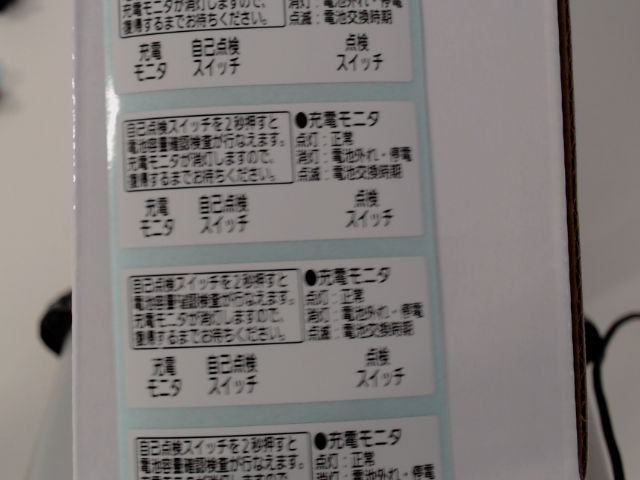 充電モニタが消灯しますので、
復帰するまでお待ちください。
消灯：電池外れ・停電
点滅：電池交換時期
充電
モニタ
自己点検
スイッチ
点検
スイッチ
自己点検スイッチを2秒押すと
電池容量確認検査が行なえます。
充電モニタが消灯しますので、
復帰するまでお待ちください。
●充電モニタ
点灯：正常
消灯：電池外れ・停電
点滅：電池交換時期
充電
モニタ
自己点検
スイッチ
点検
スイッチ
自己点検スイッチを2秒押すと
電池容量確認検査が行なえます。
充電モニタが消灯しますので、
復帰するまでお待ちください。
●充電モニタ
点灯：正常
消灯：電池外れ・停電
点滅：電池交換時期
充電
モニタ
自己点検
スイッチ
点検
スイッチ
自己点検スイッチを2秒押すと
電池容量確認検査が行なえます。
充電モニタが消灯しますので
●充電モニタ
点灯：正常
消灯：電池外れ・停電